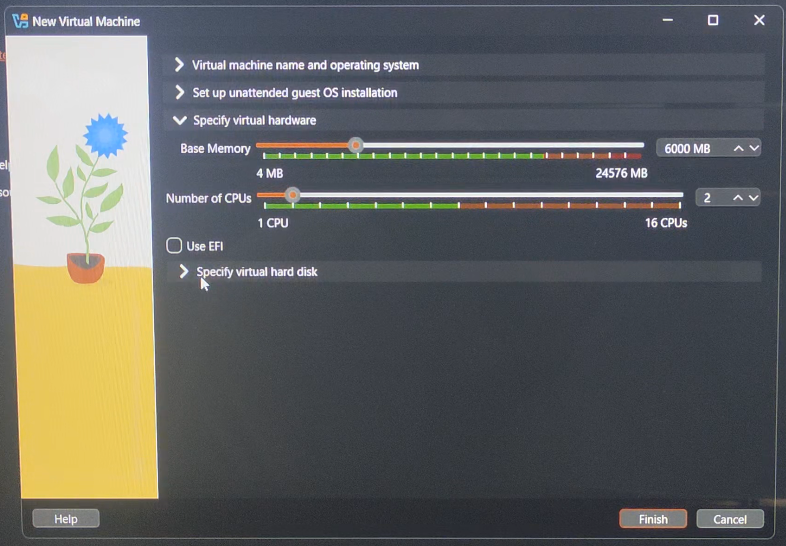 New Virtual Machine
Virtual machine name and operating system
Set up unattended guest OS installation
Specify virtual hardware
Base Memory
6000 MB
4 MB
24576 MB
Number of CPUs
2
1 CPU
16 CPUs
Use EFI
Specify virtual hard disk
Help
Finish
Cancel